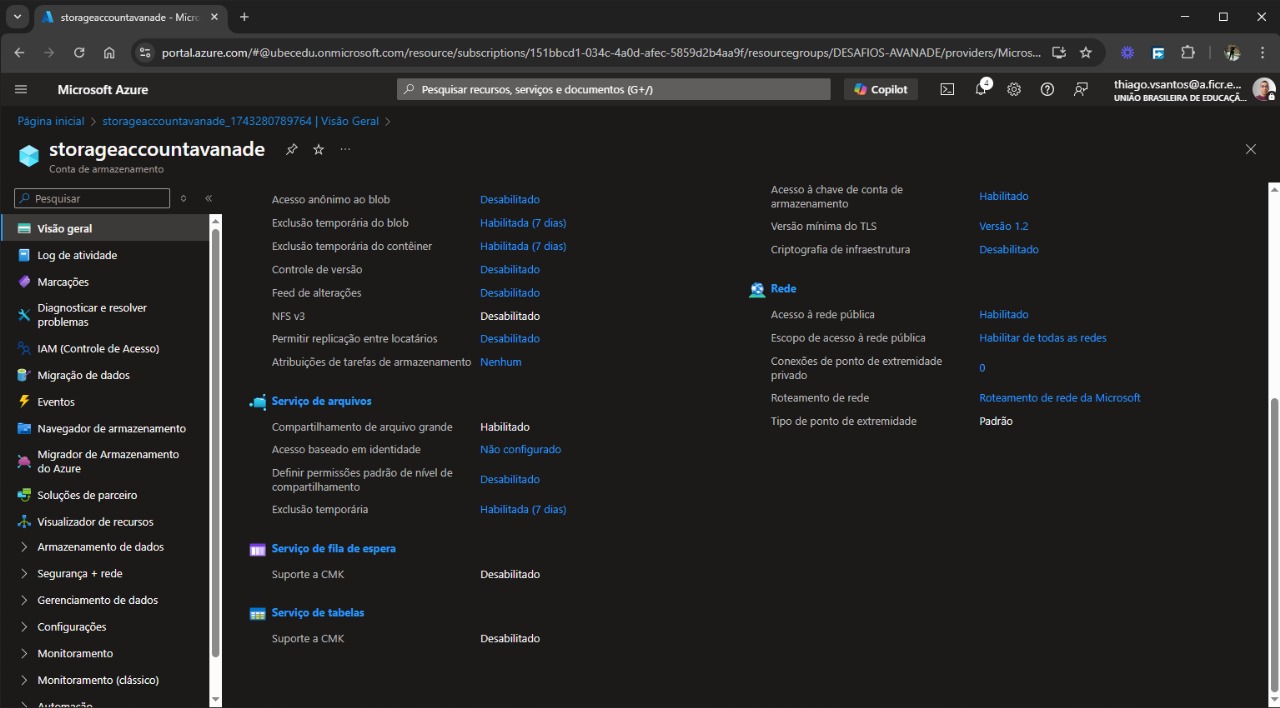 storageaccountavanade - Micro
portal.azure.com/#@ubecedu.onmicrosoft.com/resource/subscriptions/151bbcd1-034c-4a0d-afec-5859d2b4aa9f/resourcegroups/DESAFIOS-AVANADE/providers/Micros...
Microsoft Azure
Pesquisar recursos, serviços e documentos (G+/)
Copilot
4
thiago.vsantos@a.ficr.e...
UNIÃO BRASILEIRA DE EDUCAÇÃ...
Página inicial > storageaccountavanade_1743280789764 | Visão Geral >
storageaccountavanade
Conta de armazenamento
Pesquisar
Visão geral
Log de atividade
Marcações
Diagnosticar e resolver
problemas
IAM (Controle de Acesso)
Migração de dados
Eventos
Navegador de armazenamento
Migrador de Armazenamento
do Azure
Soluções de parceiro
Visualizador de recursos
Armazenamento de dados
Segurança + rede
Gerenciamento de dados
Configurações
Monitoramento
Monitoramento (clássico)
Automação
Acesso anônimo ao blob Desabilitado
Exclusão temporária do blob Habilitada (7 dias)
Exclusão temporária do contêiner Habilitada (7 dias)
Controle de versão Desabilitado
Feed de alterações Desabilitado
NFS v3 Desabilitado
Permitir replicação entre locatários Desabilitado
Atribuições de tarefas de armazenamento Nenhum
Serviço de arquivos
Compartilhamento de arquivo grande Habilitado
Acesso baseado em identidade Não configurado
Definir permissões padrão de nível de
compartilhamento Desabilitado
Exclusão temporária Habilitada (7 dias)
Serviço de fila de espera
Suporte a CMK Desabilitado
Serviço de tabelas
Suporte a CMK Desabilitado
Acesso à chave de conta de
armazenamento Habilitado
Versão mínima do TLS Versão 1.2
Criptografia de infraestrutura Desabilitado
Rede
Acesso à rede pública Habilitado
Escopo de acesso à rede pública Habilitar de todas as redes
Conexões de ponto de extremidade
privado 0
Roteamento de rede Roteamento de rede da Microsoft
Tipo de ponto de extremidade Padrão